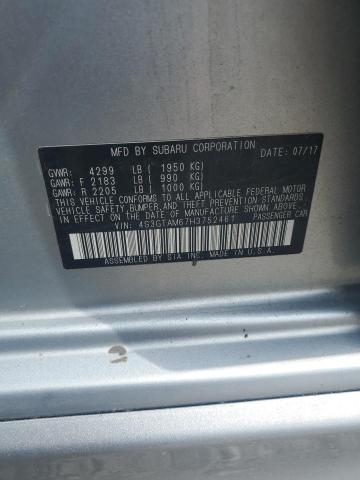 MFD BY SUBARU CORPORATION DATE: 07/17
GVWR: 4299 LB ( 1950 KG)
GAWR: F 2183 LB ( 990 KG)
GAWR: R 2205 LB ( 1000 KG)
THIS VEHICLE CONFORMS TO ALL APPLICABLE FEDERAL MOTOR
VEHICLE SAFETY, BUMPER, AND THEFT PREVENTION STANDARDS
IN EFFECT ON THE DATE OF MANUFACTURE SHOWN ABOVE.
VIN: 4S3GTAM67H3752461 PASSENGER CAR
ASSEMBLED BY SIA INC. MADE IN U.S.A.